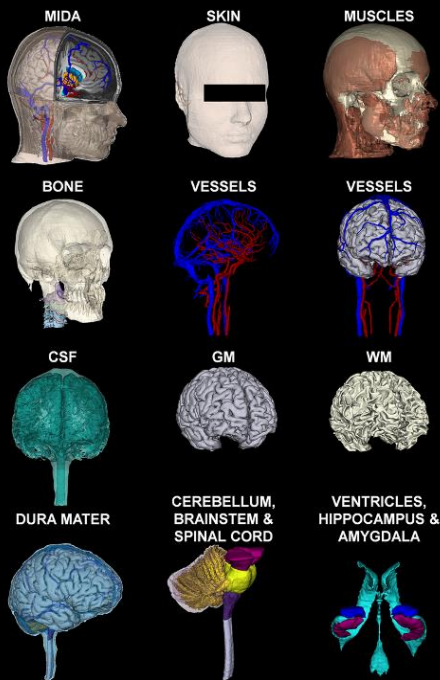 MIDA
SKIN
MUSCLES
BONE
VESSELS
VESSELS
CSF
GM
WM
DURA MATER
CEREBELLUM,
BRAINSTEM &
SPINAL CORD
VENTRICLES,
HIPPOCAMPUS &
AMYGDALA